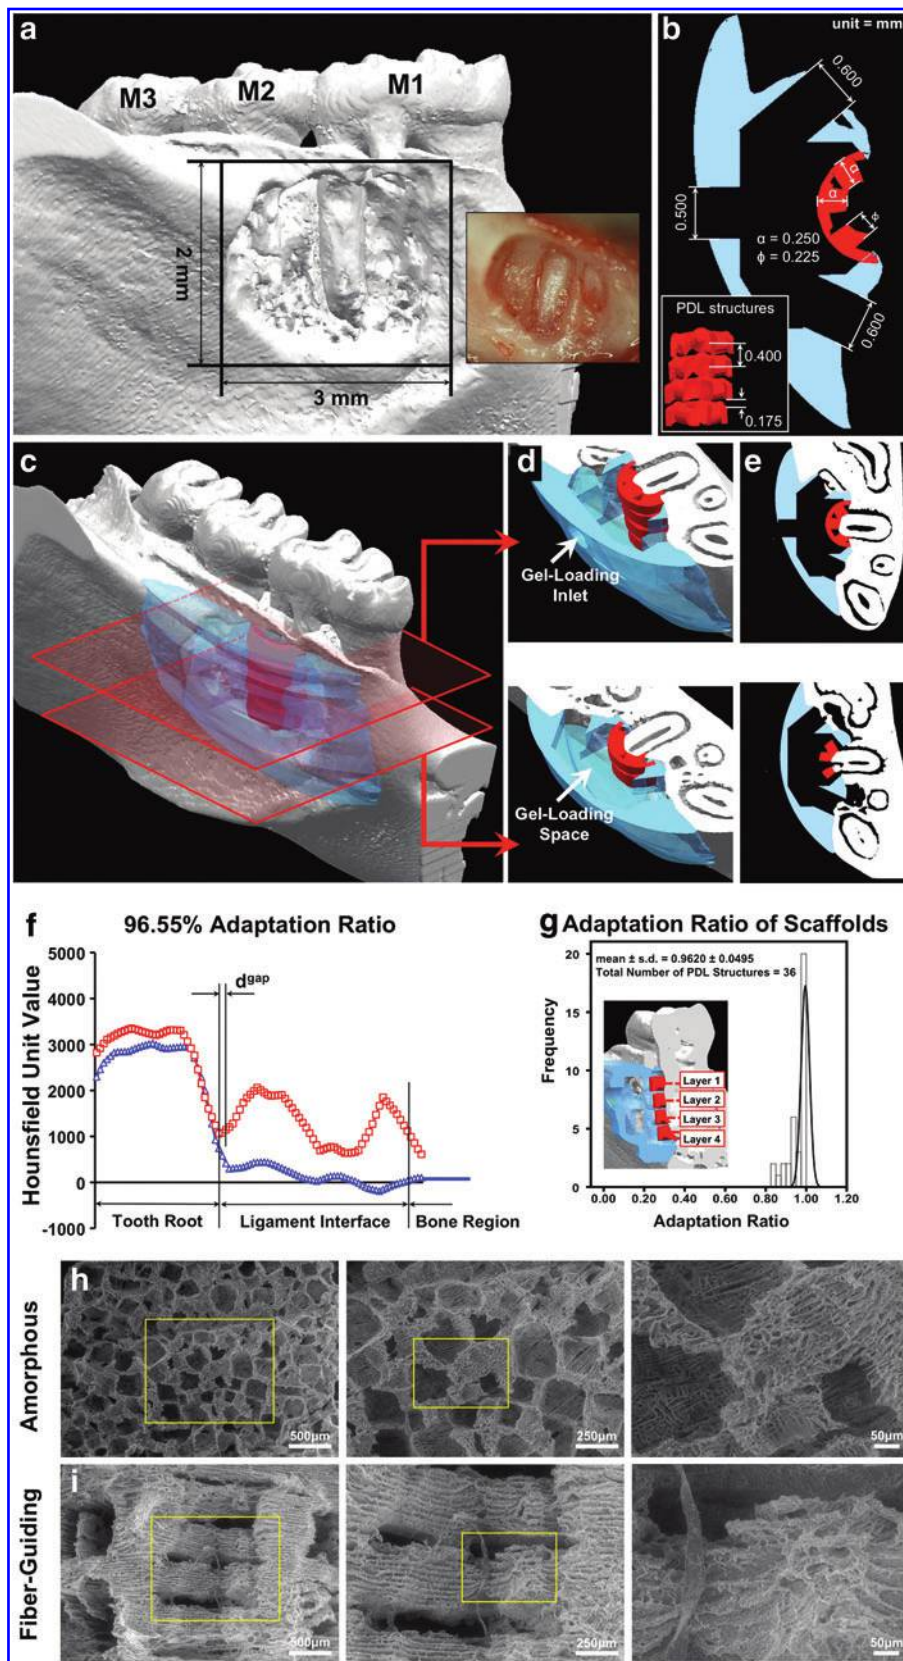 a
M3
M2
M1
2 mm
3 mm
b
unit = mm
0.600
α
α
ϕ
0.500
α = 0.250
ϕ = 0.225
0.600
PDL structures
0.400
0.175
c
d
Gel-Loading
Inlet
Gel-Loading
Space
e
f
96.55% Adaptation Ratio
Hounsfield Unit Value
5000
4000
3000
2000
1000
0
-1000
dgap
Tooth Root
Ligament Interface
Bone Region
g
Adaptation Ratio of Scaffolds
mean ± s.d. = 0.9620 ± 0.0495
Total Number of PDL Structures = 36
Frequency
20
15
10
5
0
Layer 1
Layer 2
Layer 3
Layer 4
0.00
0.20
0.40
0.60
0.80
1.00
1.20
Adaptation Ratio
Amorphous
h
500µm
250µm
50µm
Fiber-Guiding
i
500µm
250µm
50µm